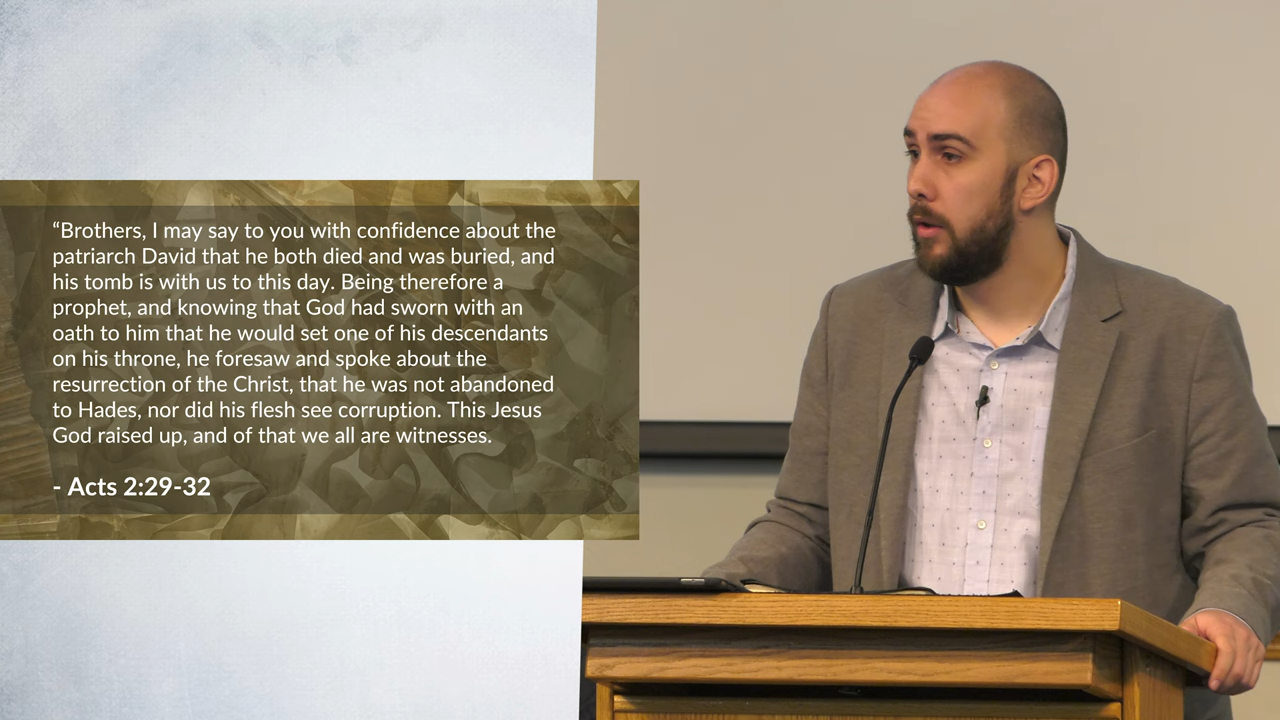 “Brothers, I may say to you with confidence about the
patriarch David that he both died and was buried, and
his tomb is with us to this day. Being therefore a
prophet, and knowing that God had sworn with an
oath to him that he would set one of his descendants
on his throne, he foresaw and spoke about the
resurrection of the Christ, that he was not abandoned
to Hades, nor did his flesh see corruption. This Jesus
God raised up, and of that we all are witnesses.
- Acts 2:29-32